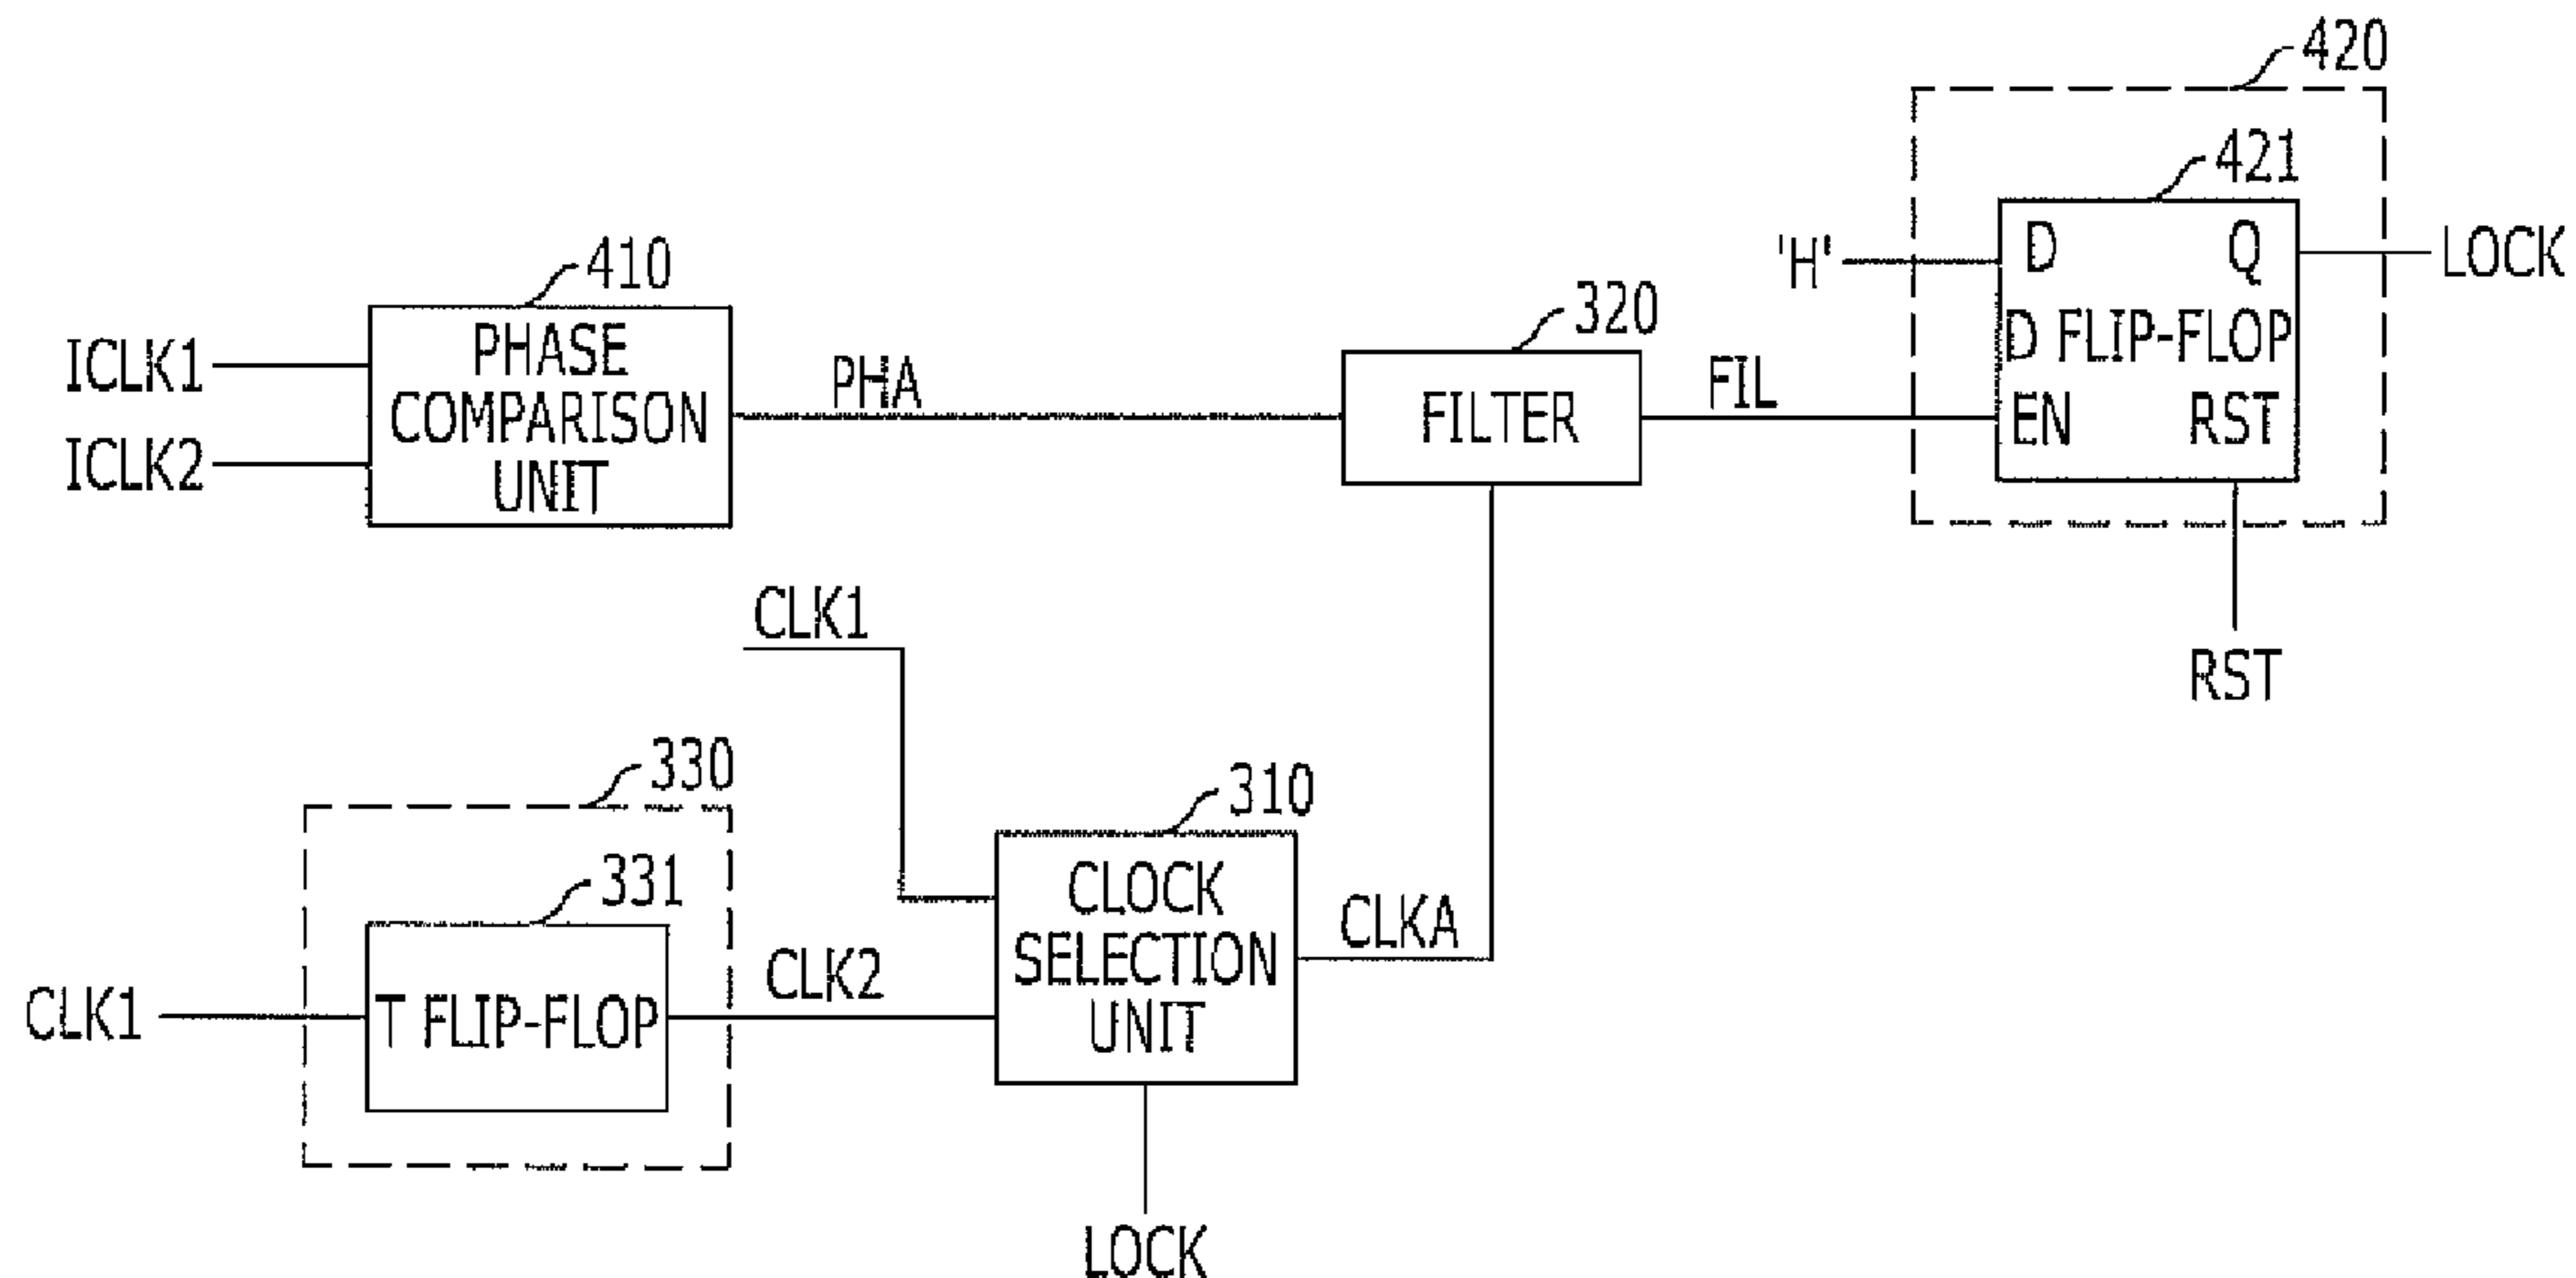 420
421
'H'
D
Q
LOCK
D FLIP-FLOP
EN
RST
RST
410
ICLK1
ICLK2
PHASE
COMPARISON
UNIT
PHA
320
FILTER
FIL
CLK1
330
331
CLK1
T FLIP-FLOP
CLK2
310
CLOCK
SELECTION
UNIT
CLKA
LOCK